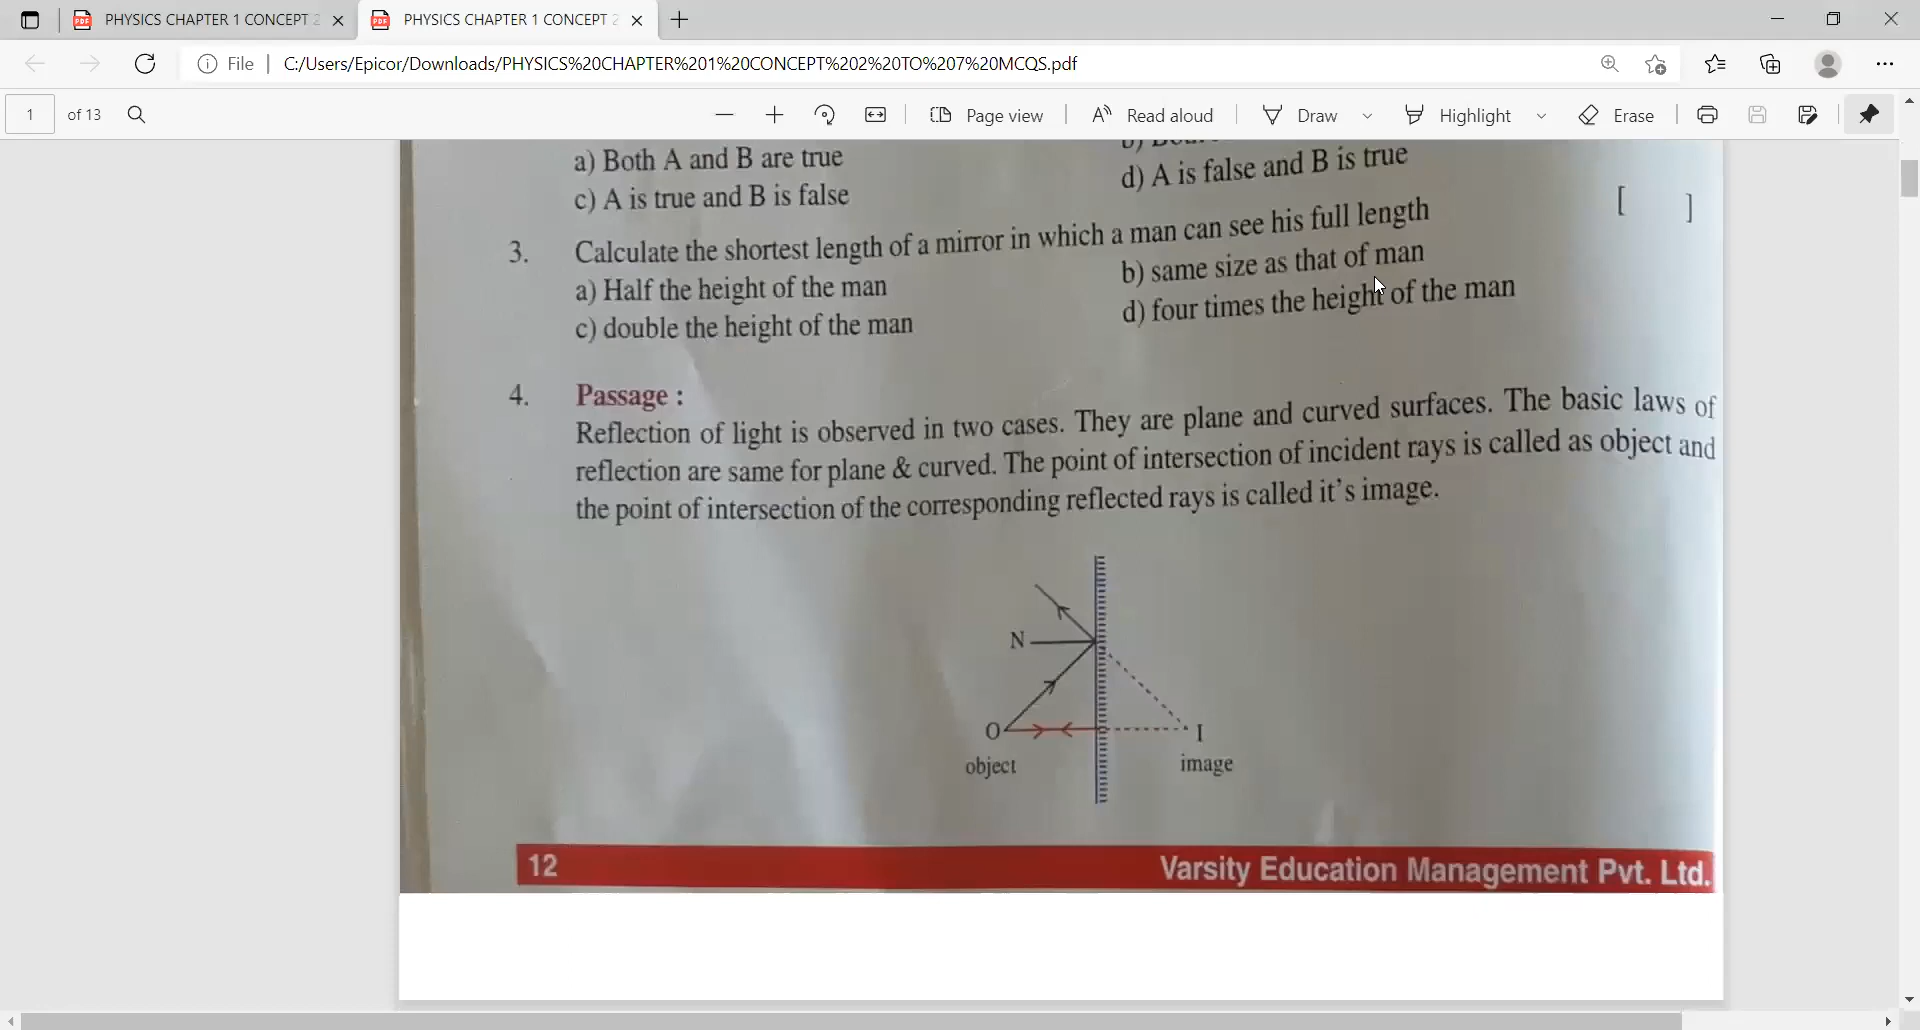 PHYSICS CHAPTER 1 CONCEPT 2
PHYSICS CHAPTER 1 CONCEPT 2
File
C:/Users/Epicor/Downloads/PHYSICS%20CHAPTER%201%20CONCEPT%202%20TO%207%20MCQS.pdf
1 of 13
Page view
Read aloud
Draw
Highlight
Erase
a) Both A and B are true
c) A is true and B is false
d) A is false and B is true
3. Calculate the shortest length of a mirror in which a man can see his full length [ ]
a) Half the height of the man
b) same size as that of man
c) double the height of the man
d) four times the height of the man
4. Passage :
Reflection of light is observed in two cases. They are plane and curved surfaces. The basic laws of
reflection are same for plane & curved. The point of intersection of incident rays is called as object and
the point of intersection of the corresponding reflected rays is called it's image.
N
O
I
object
image
12
Varsity Education Management Pvt. Ltd.